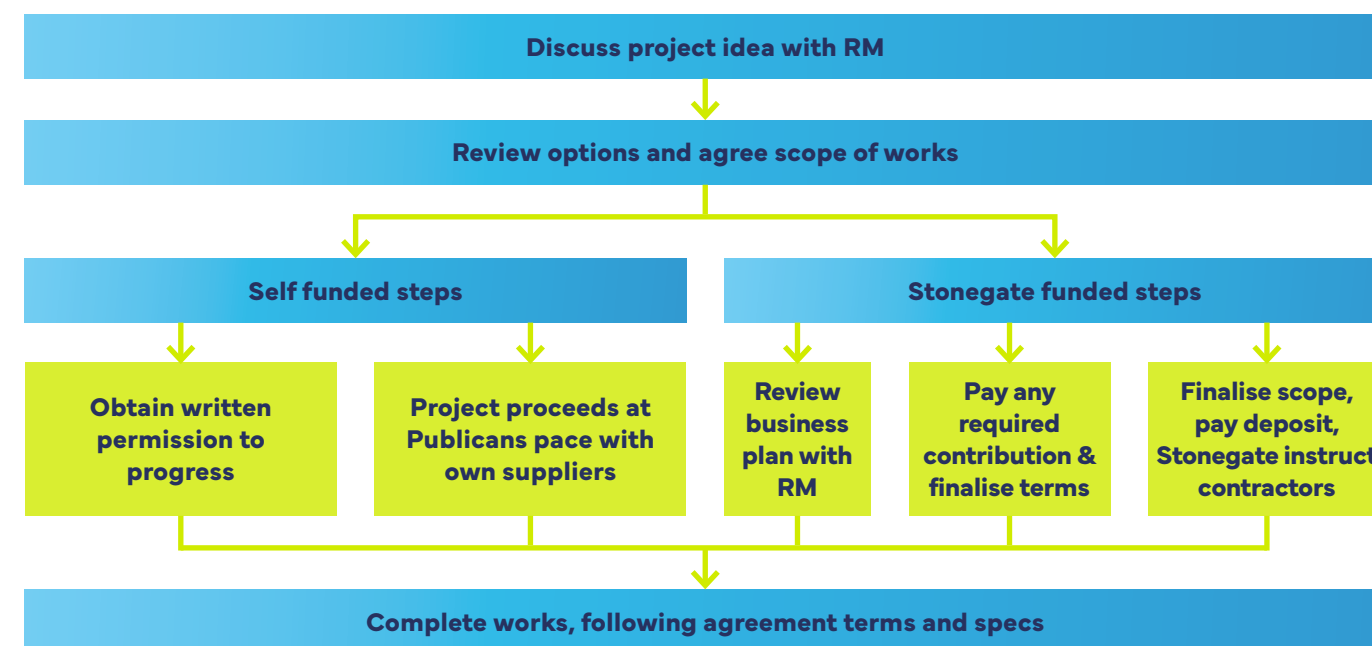 Discuss project idea with RM
Review options and agree scope of works
Self funded steps
Stonegate funded steps
Obtain written
permission to
progress
Project proceeds at
Publicans pace with
own suppliers
Review
business
plan with
RM
Pay any
required
contribution &
finalise terms
Finalise scope,
pay deposit,
Stonegate instruct
contractors
Complete works, following agreement terms and specs